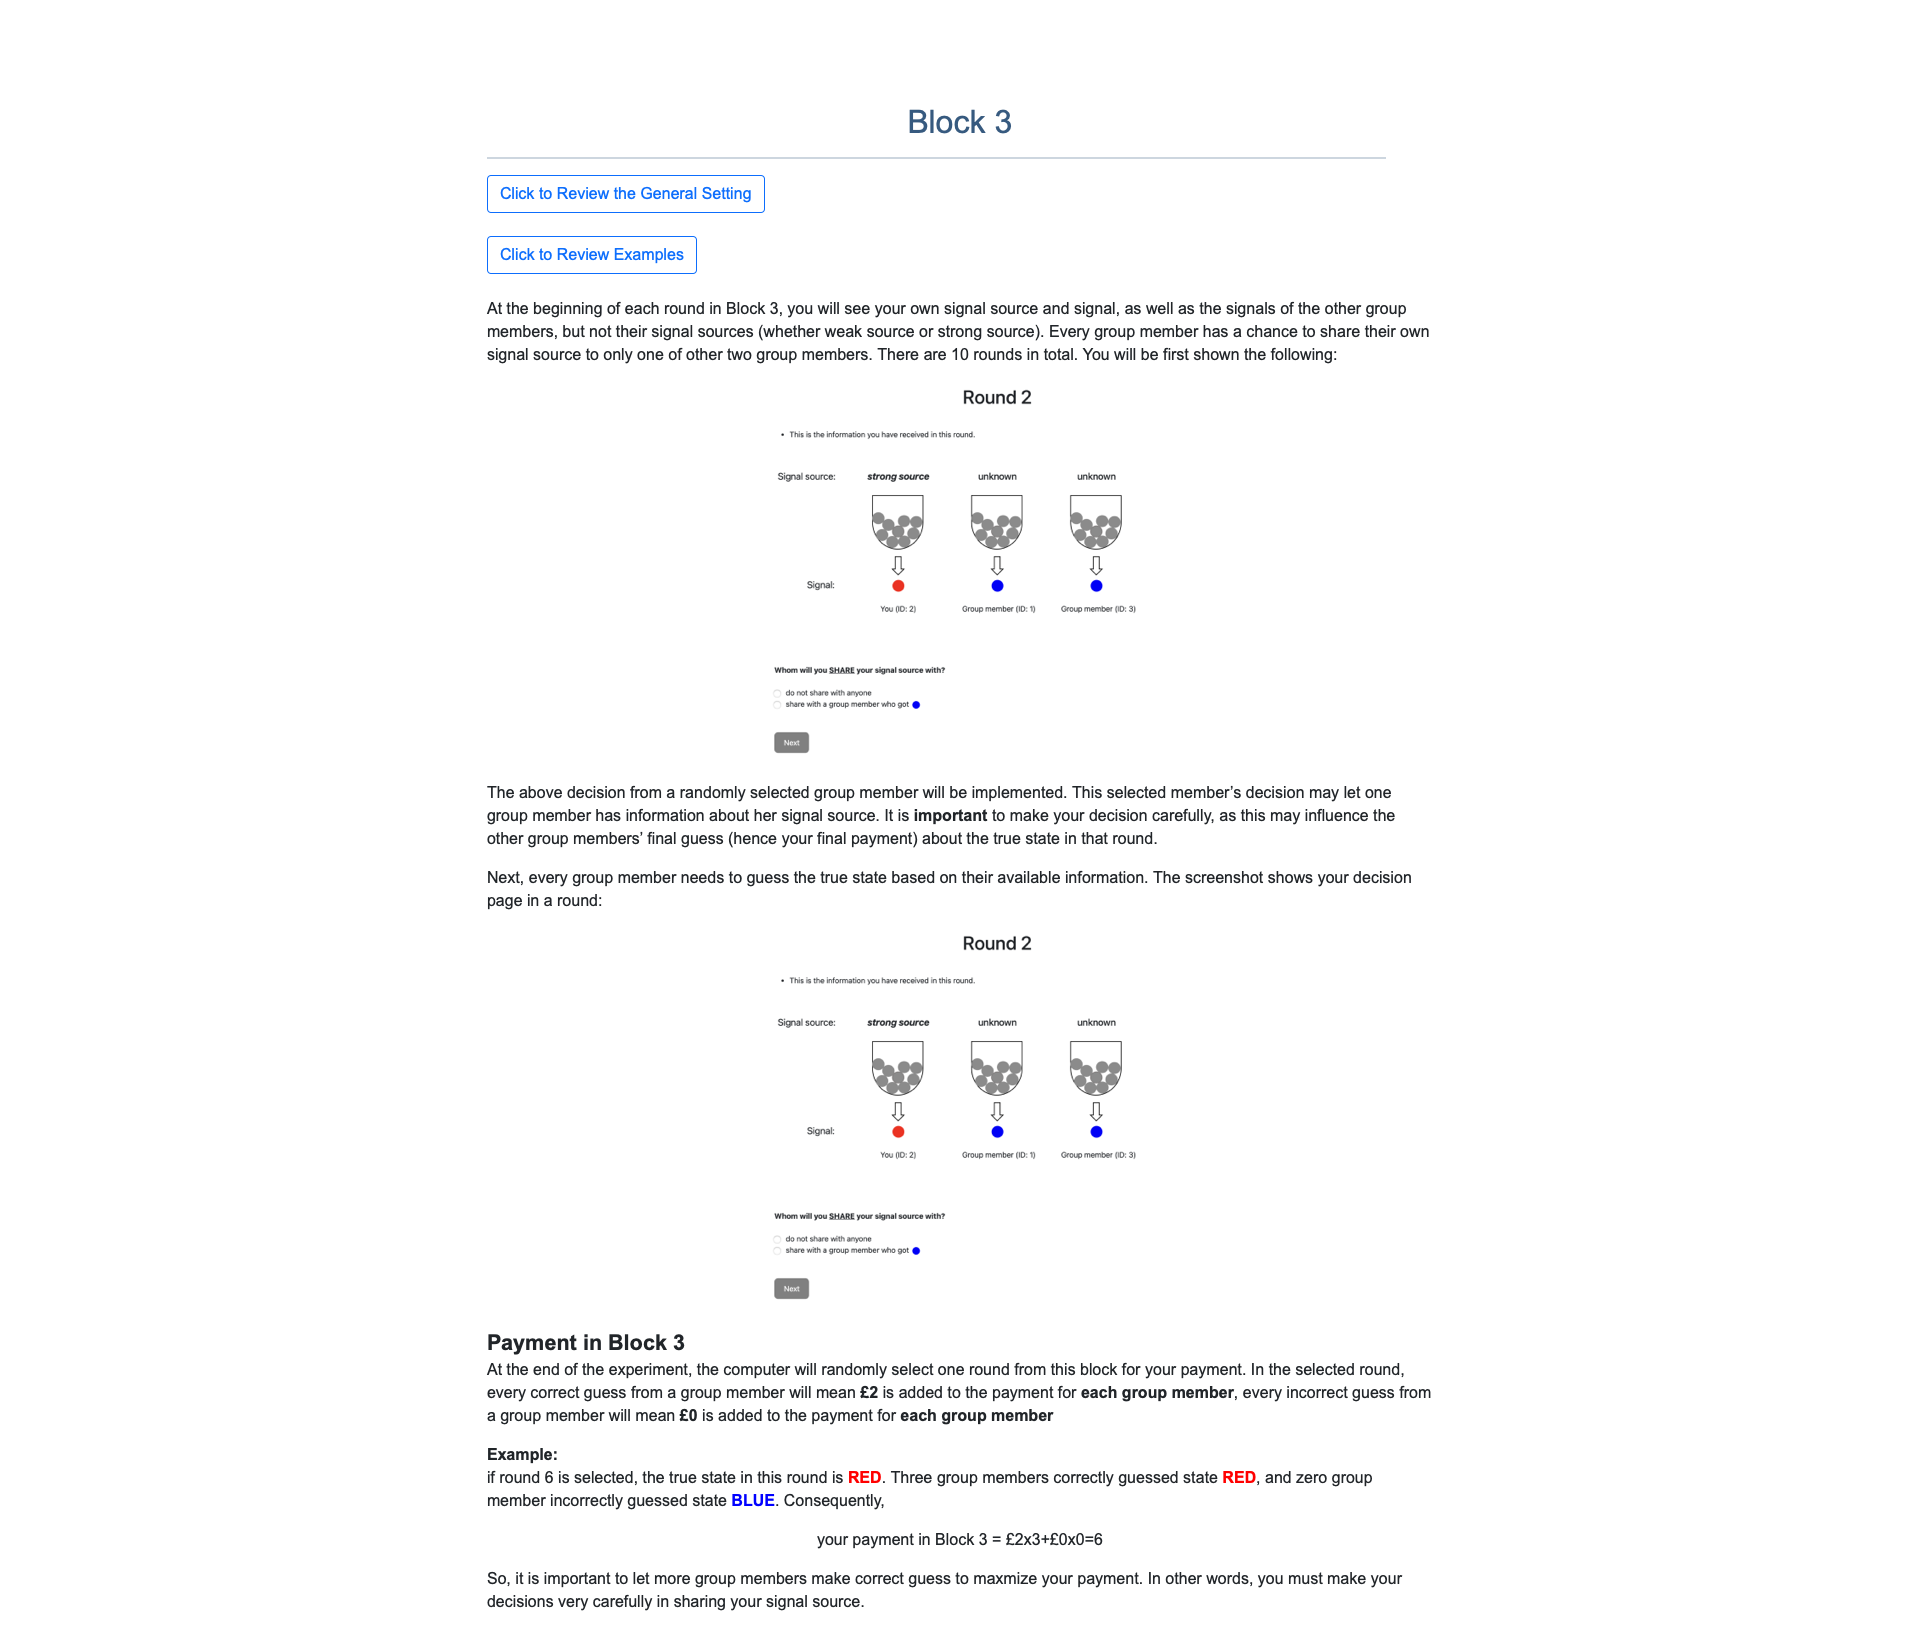 Block 3
Click to Review the General Setting
Click to Review Examples
At the beginning of each round in Block 3, you will see your own signal source and signal, as well as the signals of the other group
members, but not their signal sources (whether weak source or strong source). Every group member has a chance to share their own
signal source to only one of other two group members. There are 10 rounds in total. You will be first shown the following:
Round 2
• This is the information you have received in this round.
Signal source: strong source unknown unknown
Signal:
You (ID: 2) Group member (ID: 1) Group member (ID: 3)
Whom will you SHARE your signal source with?
do not share with anyone
share with a group member who got
Next
The above decision from a randomly selected group member will be implemented. This selected member’s decision may let one
group member has information about her signal source. It is important to make your decision carefully, as this may influence the
other group members’ final guess (hence your final payment) about the true state in that round.
Next, every group member needs to guess the true state based on their available information. The screenshot shows your decision
page in a round:
Round 2
• This is the information you have received in this round.
Signal source: strong source unknown unknown
Signal:
You (ID: 2) Group member (ID: 1) Group member (ID: 3)
Whom will you SHARE your signal source with?
do not share with anyone
share with a group member who got
Next
Payment in Block 3
At the end of the experiment, the computer will randomly select one round from this block for your payment. In the selected round,
every correct guess from a group member will mean £2 is added to the payment for each group member, every incorrect guess from
a group member will mean £0 is added to the payment for each group member
Example:
if round 6 is selected, the true state in this round is RED. Three group members correctly guessed state RED, and zero group
member incorrectly guessed state BLUE. Consequently,
your payment in Block 3 = £2x3+£0x0=6
So, it is important to let more group members make correct guess to maxmize your payment. In other words, you must make your
decisions very carefully in sharing your signal source.